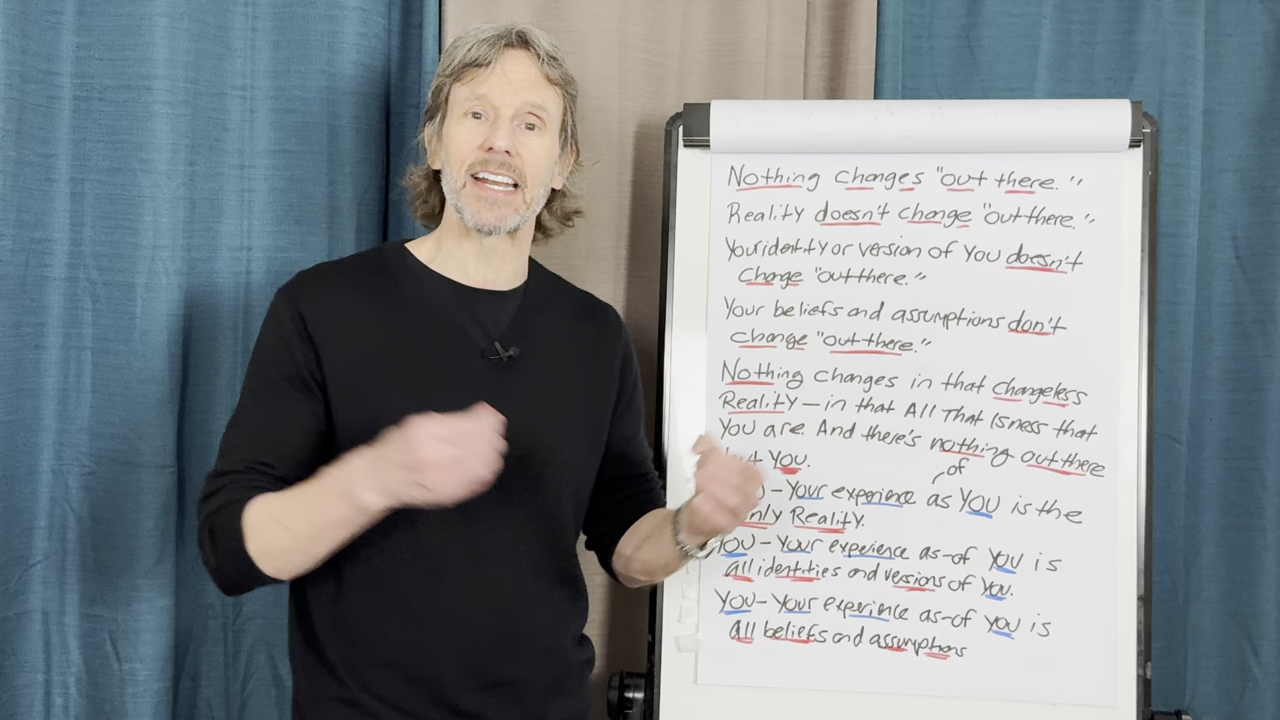 Nothing changes "out there."
Reality doesn't change "out there."
Your identity or version of You doesn't
change "out there."
Your beliefs and assumptions don't
change "out there."
Nothing changes in that changeless
Reality – in that All That Isness that
You are. And there's nothing out there
YOU.
of
– Your experience as YOU is the
Reality.
YOU – Your experience as-of YOU is
all identities and versions of You.
YOU – Your experience as-of YOU is
all beliefs and assumptions